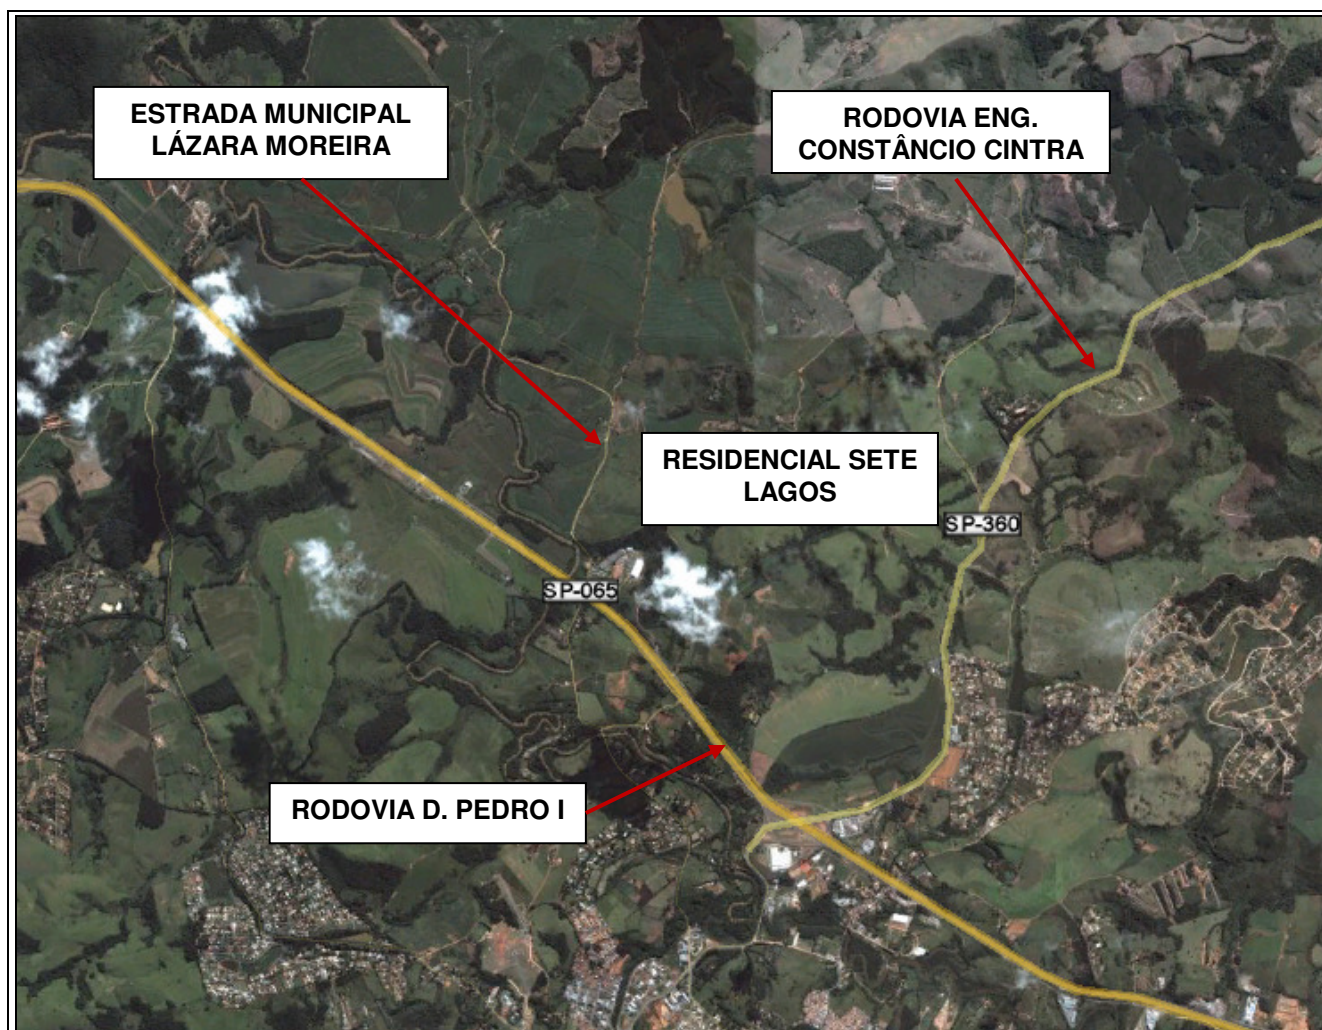 ESTRADA MUNICIPAL
LÁZARA MOREIRA
RODOVIA ENG.
CONSTÂNCIO CINTRA
RESIDENCIAL SETE
LAGOS
SP-360
SP-065
RODOVIA D. PEDRO I